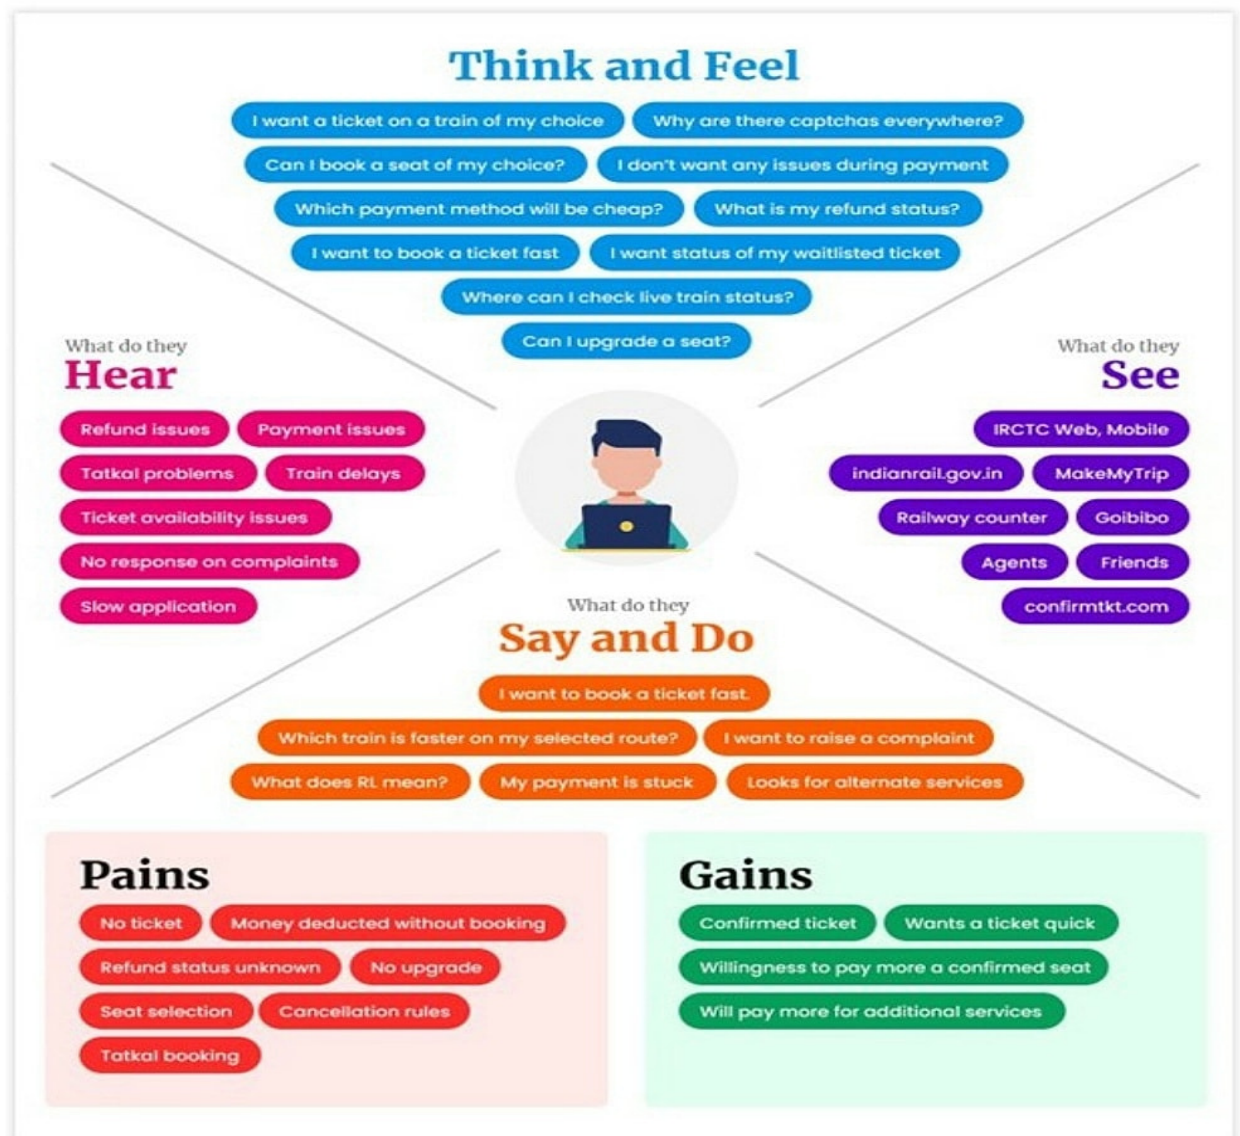 Think and Feel
I want a ticket on a train of my choice
Why are there captchas everywhere?
Can I book a seat of my choice?
I don't want any issues during payment
Which payment method will be cheap?
What is my refund status?
I want to book a ticket fast
I want status of my waitlisted ticket
Where can I check live train status?
Can I upgrade a seat?
What do they
Hear
Refund issues
Payment issues
Tatkal problems
Train delays
Ticket availability issues
No response on complaints
Slow application
What do they
See
IRCTC Web, Mobile
indianrail.gov.in
MakeMyTrip
Railway counter
Goibibo
Agents
Friends
confirmtkt.com
What do they
Say and Do
I want to book a ticket fast.
Which train is faster on my selected route?
I want to raise a complaint
What does RL mean?
My payment is stuck
Looks for alternate services
Pains
No ticket
Money deducted without booking
Refund status unknown
No upgrade
Seat selection
Cancellation rules
Tatkal booking
Gains
Confirmed ticket
Wants a ticket quick
Willingness to pay more a confirmed seat
Will pay more for additional services